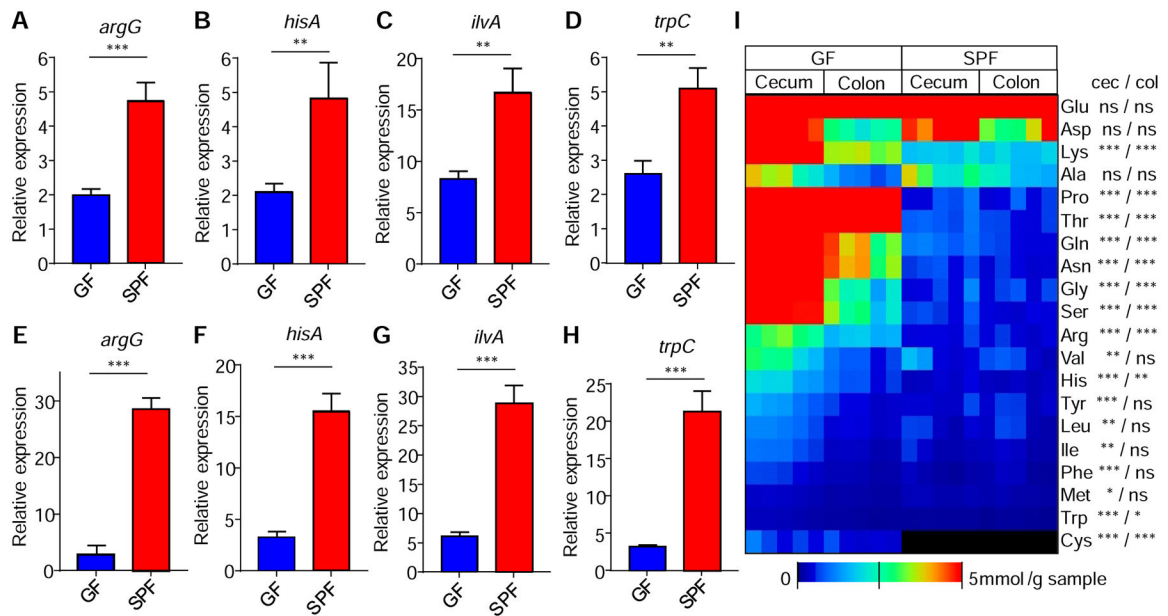 A
argG
***
Relative expression
6
5
4
3
2
1
0
GF
SPF
B
hisA
**
Relative expression
6
5
4
3
2
1
0
GF
SPF
C
ilvA
**
Relative expression
20
15
10
5
0
GF
SPF
D
trpC
**
Relative expression
6
5
4
3
2
1
0
GF
SPF
E
argG
***
Relative expression
30
20
10
0
GF
SPF
F
hisA
***
Relative expression
20
15
10
5
0
GF
SPF
G
ilvA
***
Relative expression
35
30
25
20
15
10
5
0
GF
SPF
H
trpC
***
Relative expression
25
20
15
10
5
0
GF
SPF
I
GF SPF
Cecum Colon Cecum Colon cec / col
Glu ns / ns
Asp ns / ns
Lys *** / ***
Ala ns / ns
Pro *** / ***
Thr *** / ***
Gln *** / ***
Asn *** / ***
Gly *** / ***
Ser *** / ***
Arg *** / ***
Val ** / ns
His *** / **
Tyr *** / ns
Leu ** / ns
Ile ** / ns
Phe *** / ns
Met * / ns
Trp *** / *
Cys *** / ***
0 5mmol /g sample